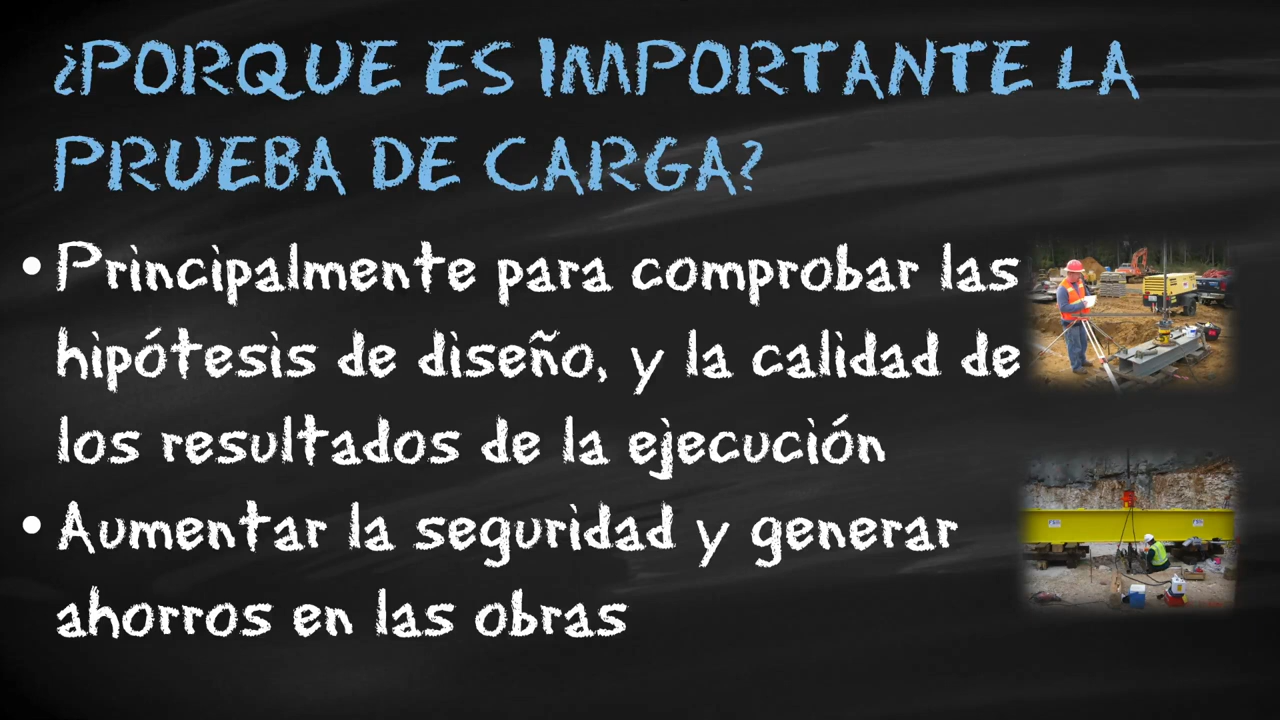 ¿PORQUE ES IMPORTANTE LA
PRUEBA DE CARGA?
• Principalmente para comprobar las
hipótesis de diseño, y la calidad de
los resultados de la ejecución
• Aumentar la seguridad y generar
ahorros en las obras